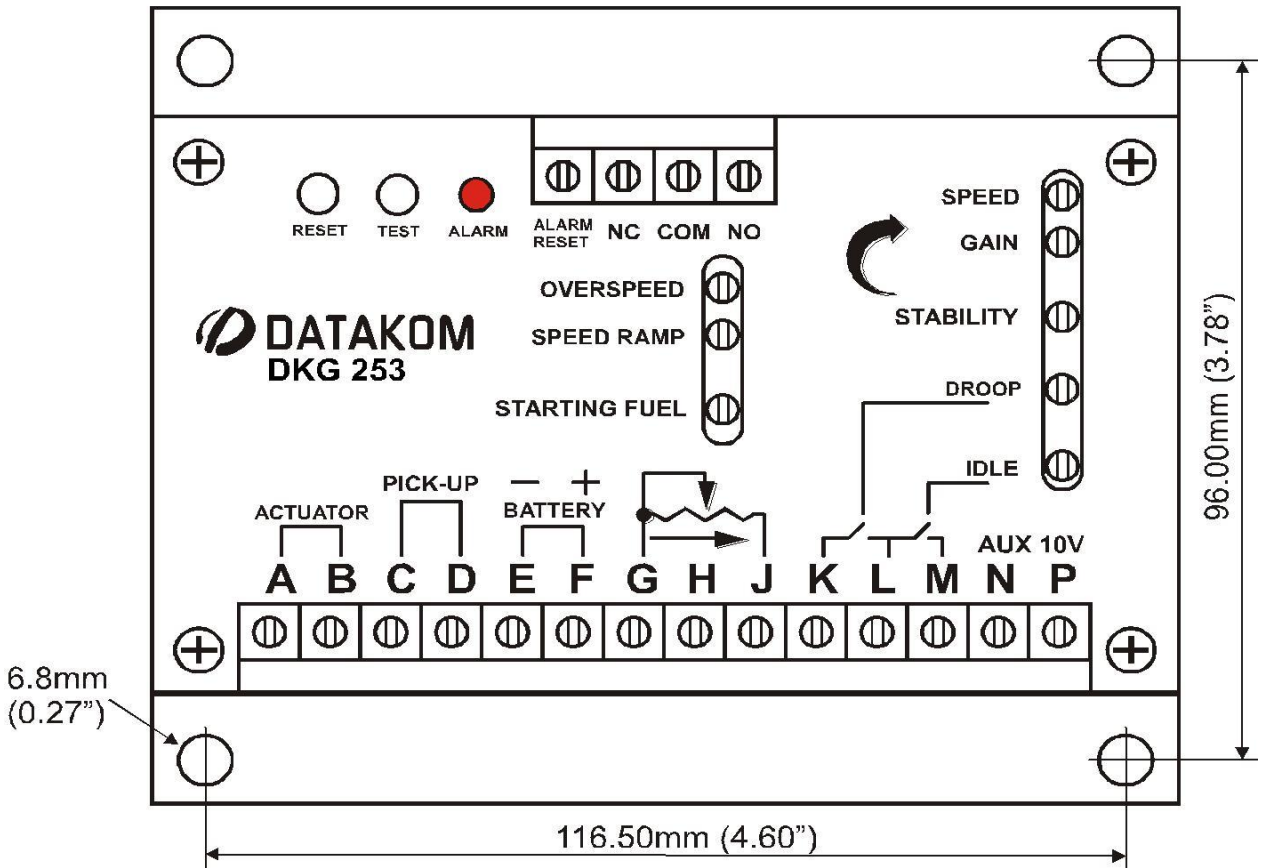 RESET TEST ALARM
ALARM RESET NC COM NO
OVERSPEED
SPEED RAMP
STARTING FUEL
SPEED
GAIN
STABILITY
DROOP
IDLE
DATAKOM
DKG 253
ACTUATOR
PICK-UP
− +
BATTERY
AUX 10V
A B C D E F G H J K L M N P
6.8mm
(0.27”)
96.00mm (3.78”)
116.50mm (4.60”)